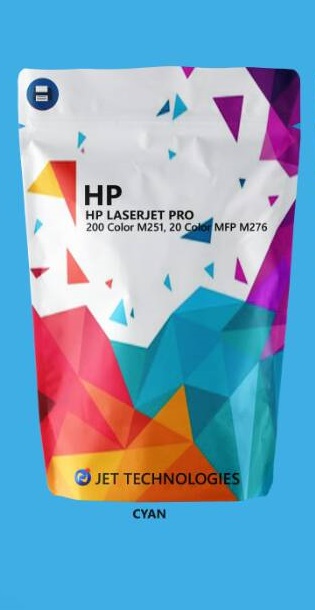 HP
HP LASERJET PRO
200 Color M251, 20 Color MFP M276
JET TECHNOLOGIES
CYAN